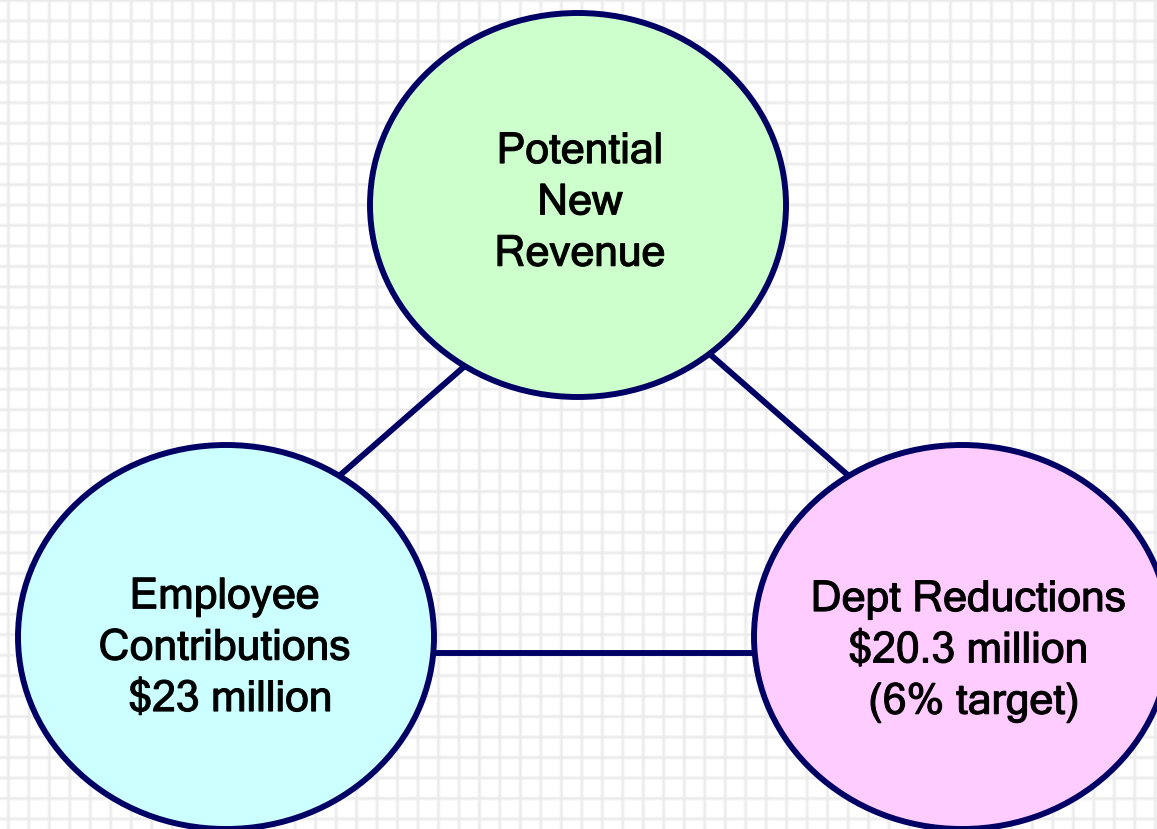 Potential
New
Revenue
Employee
Contributions
$23 million
Dept Reductions
$20.3 million
(6% target)